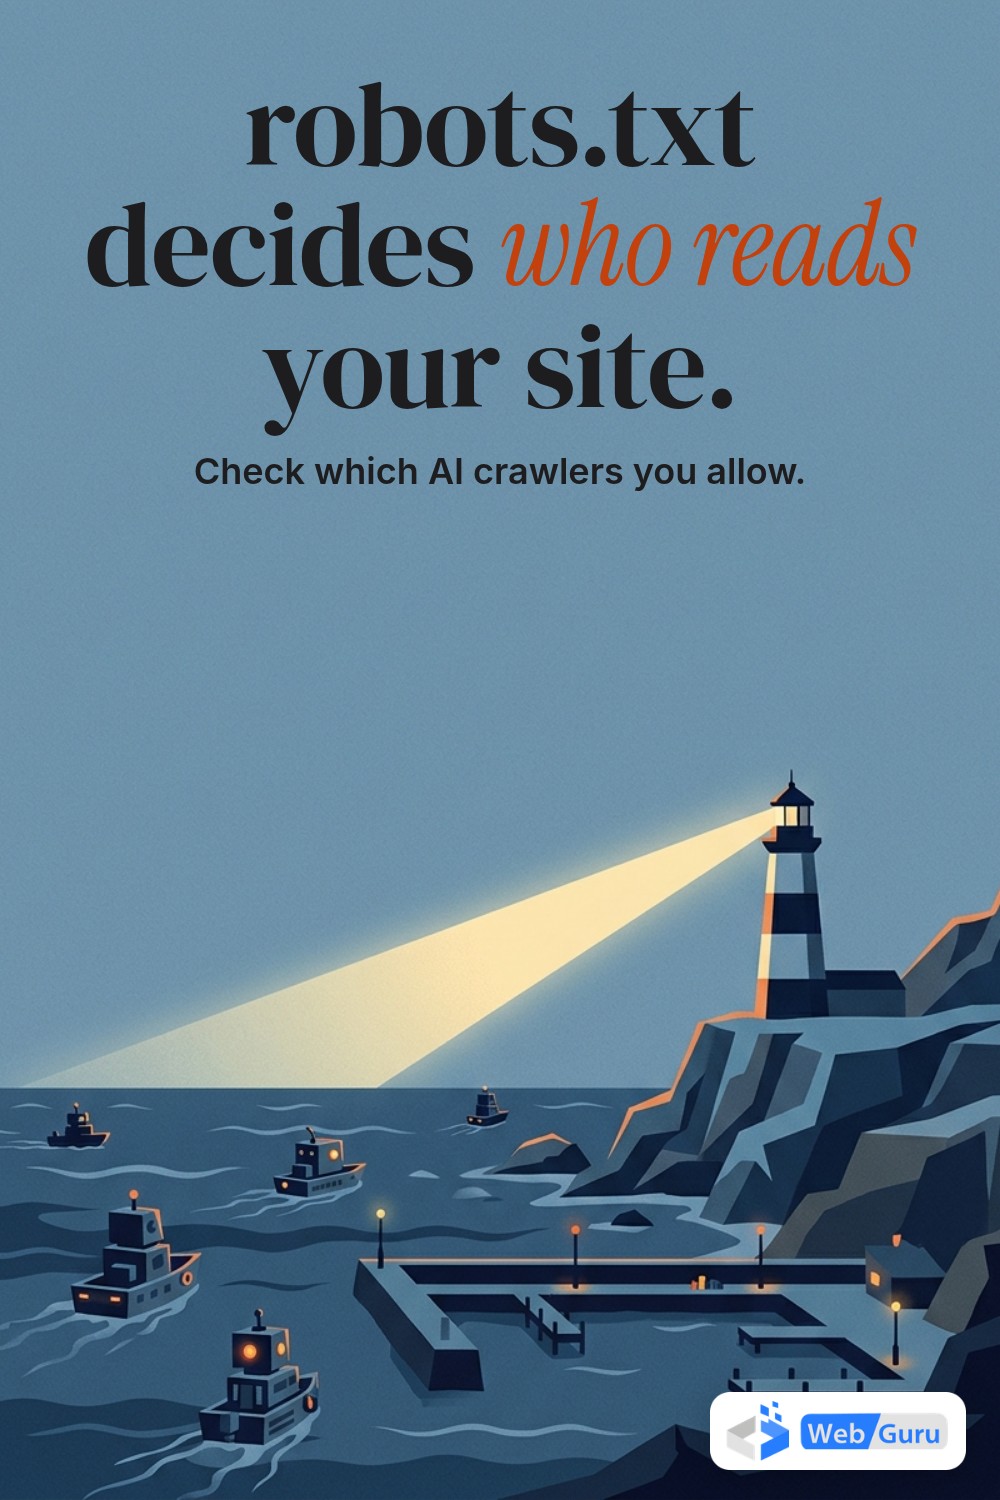 robots.txt
decides who reads
your site.
Check which AI crawlers you allow.
Web Guru